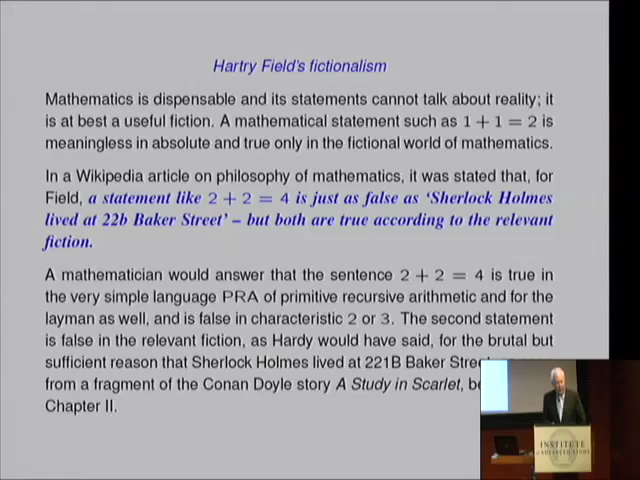 Hartry Field's fictionalism
Mathematics is dispensable and its statements cannot talk about reality; it
is at best a useful fiction. A mathematical statement such as 1 + 1 = 2 is
meaningless in absolute and true only in the fictional world of mathematics.
In a Wikipedia article on philosophy of mathematics, it was stated that, for
Field, a statement like 2 + 2 = 4 is just as false as ‘Sherlock Holmes
lived at 22b Baker Street’ – but both are true according to the relevant
fiction.
A mathematician would answer that the sentence 2 + 2 = 4 is true in
the very simple language PRA of primitive recursive arithmetic and for the
layman as well, and is false in characteristic 2 or 3. The second statement
is false in the relevant fiction, as Hardy would have said, for the brutal but
sufficient reason that Sherlock Holmes lived at 221B Baker
from a fragment of the Conan Doyle story A Study in Scarlet,
Chapter II.
INSTITUTE
ADVANCED STUDY